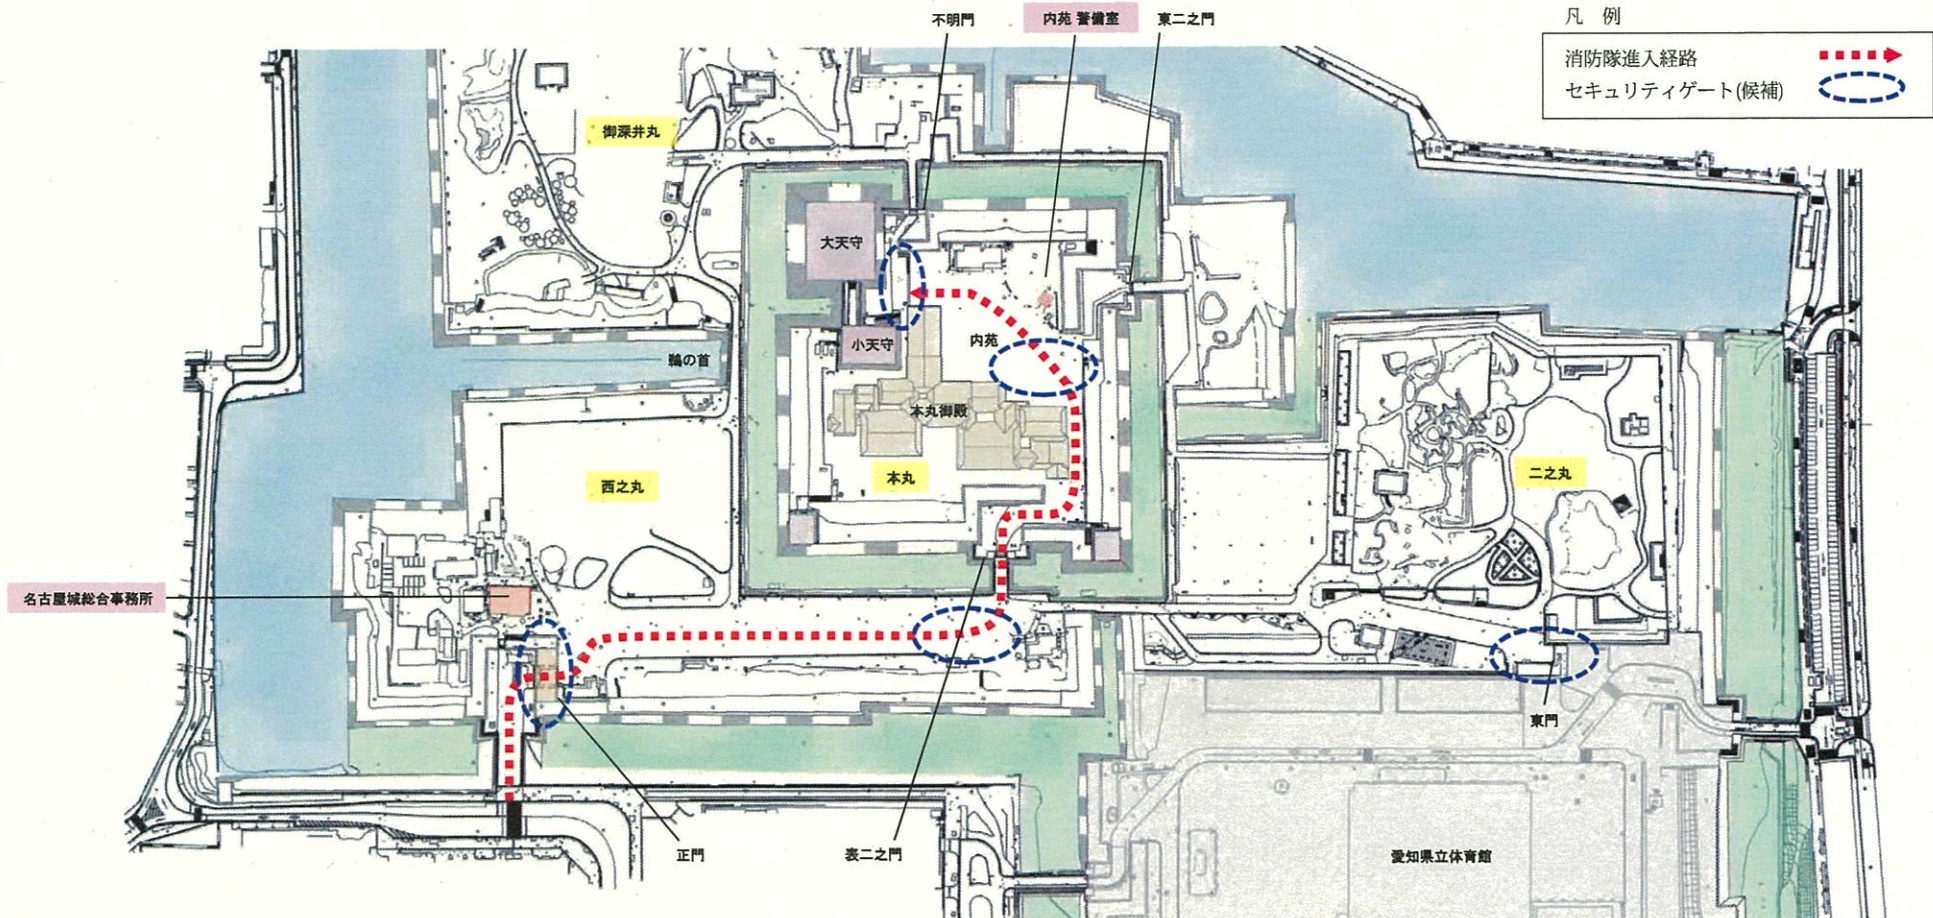 不明門
内苑 警備室
東二之門
凡 例
消防隊進入経路
セキュリティゲート(候補)
御深井丸
大天守
小天守
内苑
鵜の首
本丸御殿
本丸
西之丸
二之丸
名古屋城総合事務所
東門
正門
表二之門
愛知県立体育館